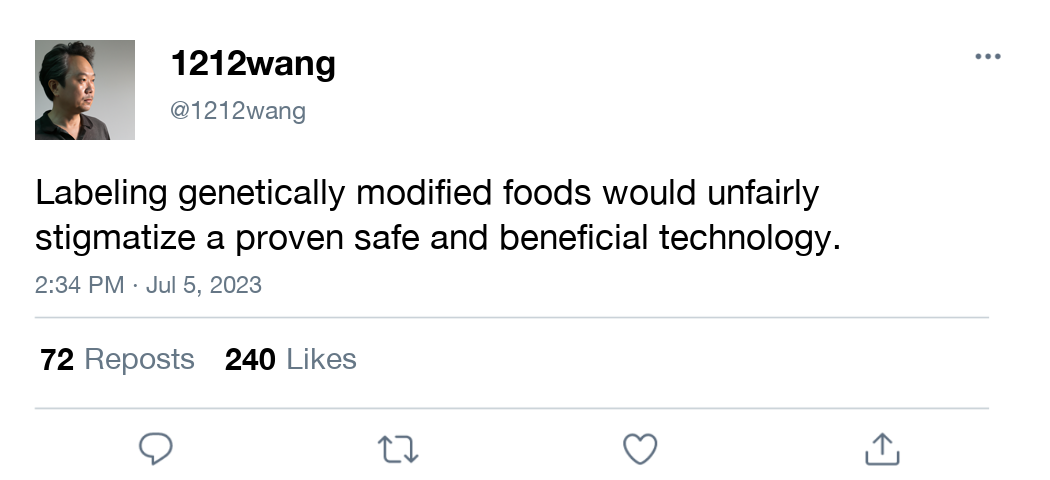 1212wang
@1212wang
Labeling genetically modified foods would unfairly
stigmatize a proven safe and beneficial technology.
2:34 PM · Jul 5, 2023
72 Reposts 240 Likes